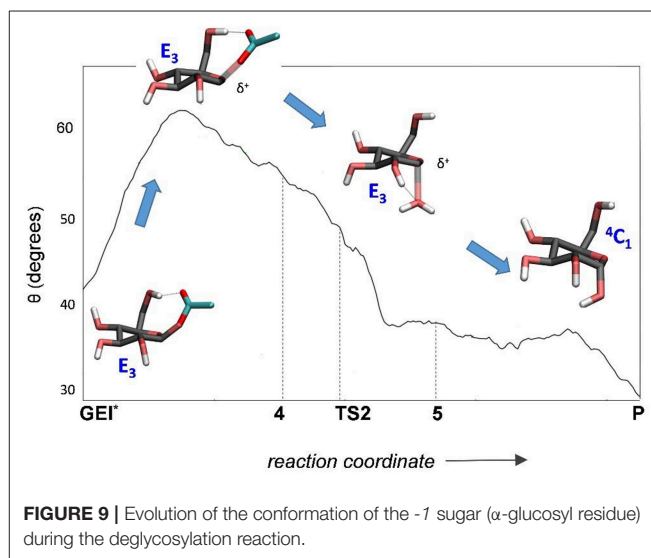 E3
δ+
60
E3
δ+
50
4C1
θ (degrees)
40
E3
30
GEI* 4 TS2 5 P
reaction coordinate
FIGURE 9 | Evolution of the conformation of the -1 sugar (α-glucosyl residue)
during the deglycosylation reaction.